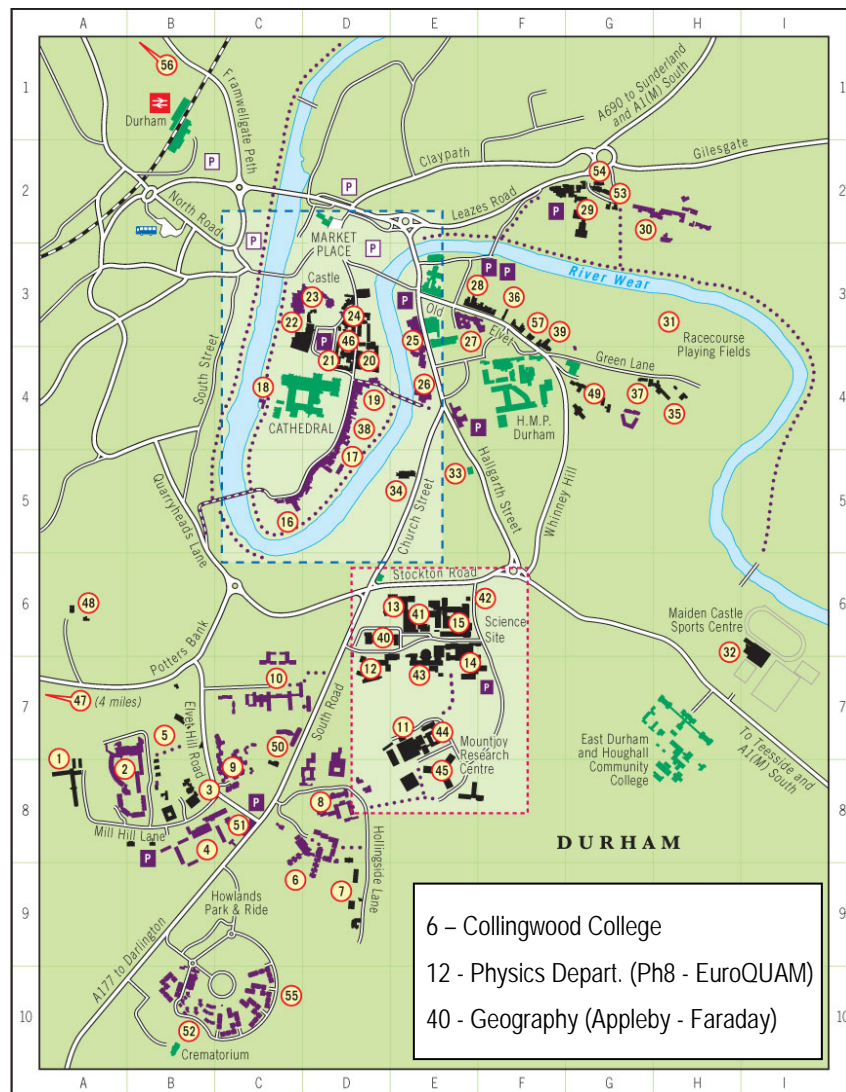 A B C D E F G H I
1
56
Durham
Framwellgate Peth
A690 to Sunderland
and A1(M) South
P
Claypath
Gilesgate
2
North Road
P
Leazes Road
54
53
29
30
P
P
MARKET
PLACE
P
Castle
River Wear
3
South Street
23
22
24
P
46
21
20
P
25
Old
Elvet
28
P
P
36
57
39
27
31
Racecourse
Playing Fields
Green Lane
4
18
CATHEDRAL
19
38
17
26
P
H.M.P.
Durham
49
37
35
5
Quarryheads Lane
16
34
33
Church Street
Hallgarth Street
Whinney Hill
Stockton Road
6
48
Potters Bank
13
41
15
42
Science
Site
40
12
43
14
P
Maiden Castle
Sports Centre
32
7
47
(4 miles)
10
South Road
5
Elvet Hill Road
50
11
44
Mountjoy
Research
Centre
45
East Durham
and Houghall
Community
College
To Teesside and
A1(M) South
1
2
9
3
8
P
8
Mill Hill Lane
51
P
4
Hollingside Lane
DURHAM
9
6
7
Howlands
Park & Ride
A177 to Darlington
10
55
52
Crematorium
6 – Collingwood College
12 - Physics Depart. (Ph8 - EuroQUAM)
40 - Geography (Appleby - Faraday)
1
2
3
4
5
6
7
8
9
10
A B C D E F G H I